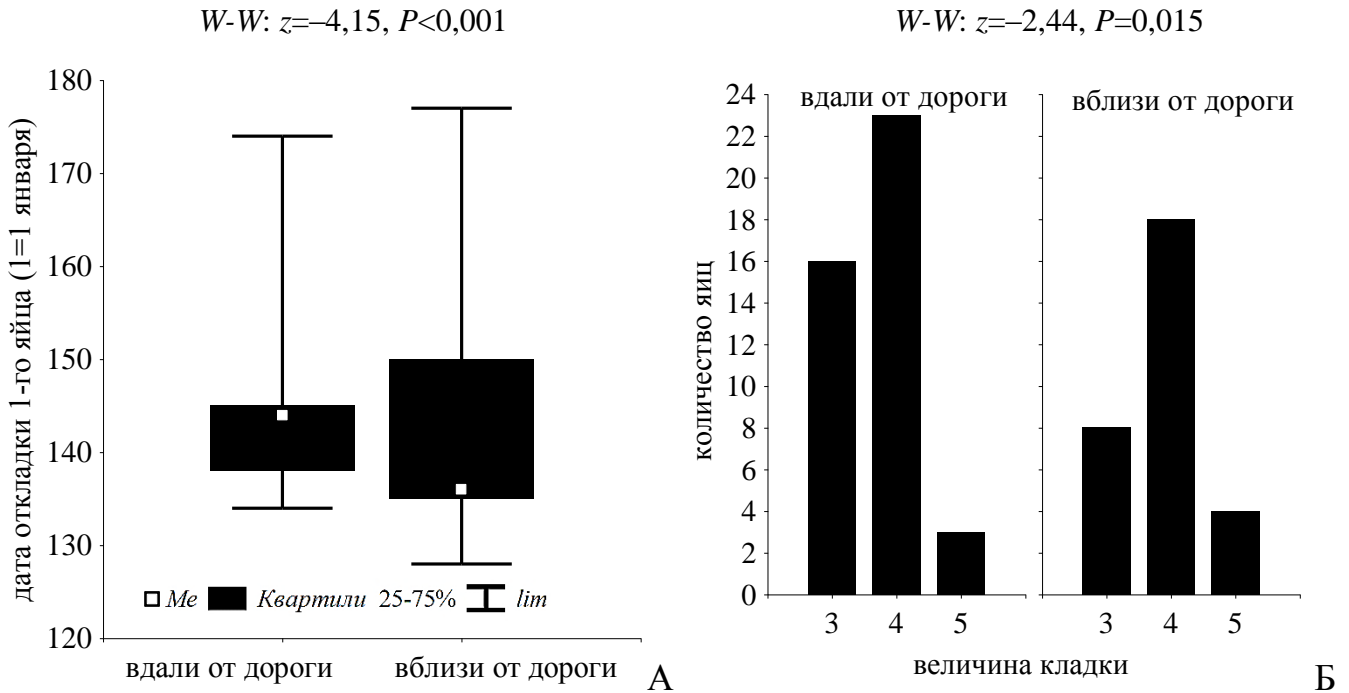 W-W: z=–4,15, P<0,001
W-W: z=–2,44, P=0,015
дата откладки 1-го яйца (1=1 января)
180
170
160
150
140
130
120
Me Квартили 25-75% lim
вдали от дороги вблизи от дороги
А
количество яиц
24
22
20
18
16
14
12
10
8
6
4
2
0
вдали от дороги
вблизи от дороги
3 4 5
3 4 5
величина кладки
Б